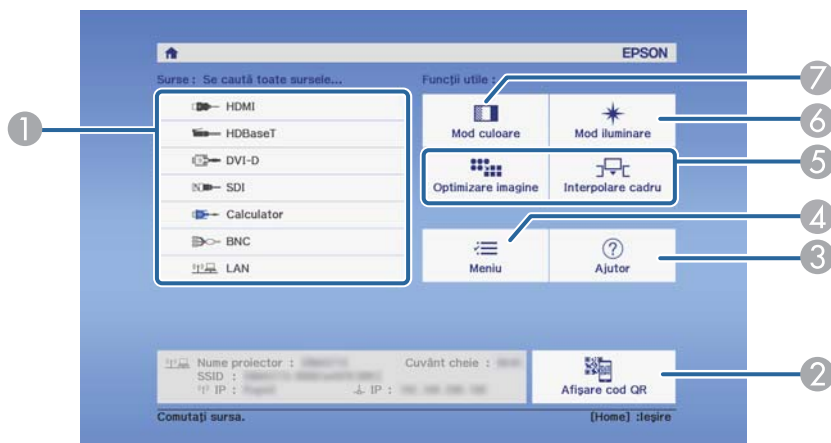 EPSON
Surse : Se caută toate sursele...
Funcții utile :
HDMI
HDBaseT
DVI-D
SDI
Calculator
BNC
LAN
Mod culoare
Mod iluminare
Optimizare imagine
Interpolare cadru
Meniu
Ajutor
Nume proiector :
Cuvânt cheie :
SSID :
IP :
IP :
Afișare cod QR
Comutați sursa.
[Home] :Ieșire
1
7
6
5
4
3
2